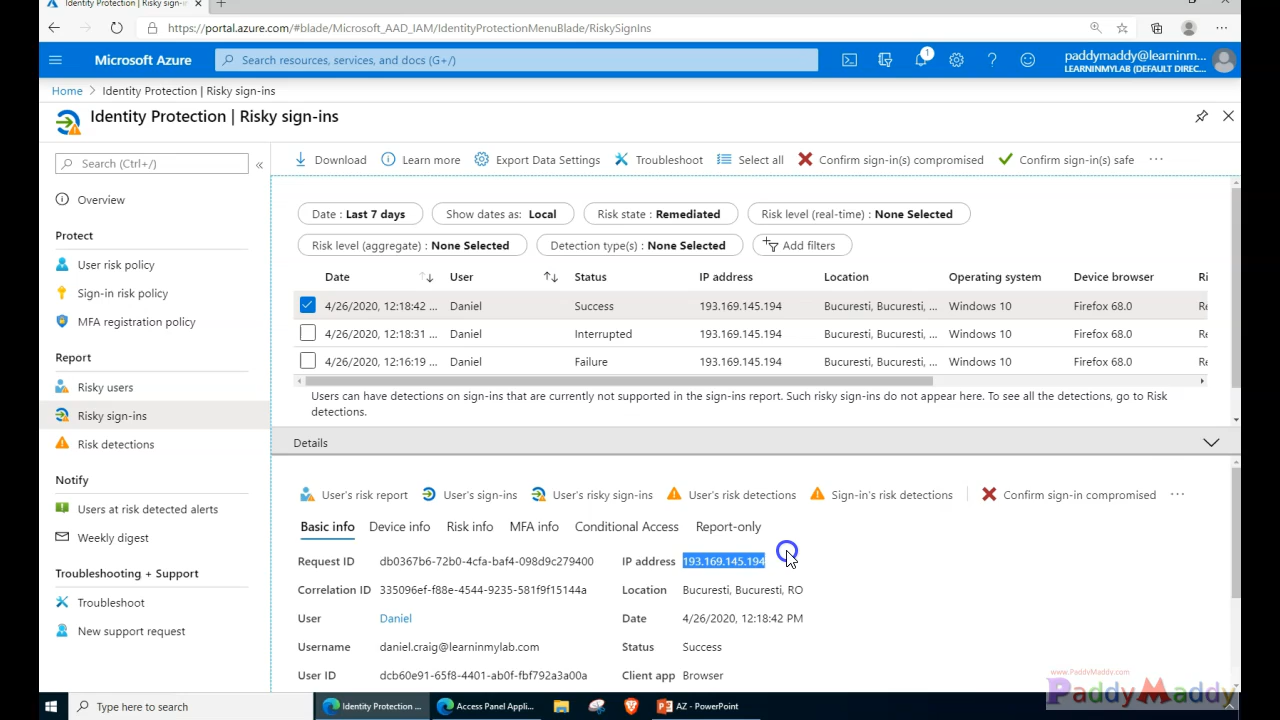 Identity Protection | Risky sign-in
https://portal.azure.com/#blade/Microsoft_AAD_IAM/IdentityProtectionMenuBlade/RiskySignIns
Microsoft Azure
Search resources, services, and docs (G+/)
1
paddymaddy@learninm...
LEARNINMYLAB (DEFAULT DIREC...
Home > Identity Protection | Risky sign-ins
Identity Protection | Risky sign-ins
Search (Ctrl+/)
Overview
Protect
User risk policy
Sign-in risk policy
MFA registration policy
Report
Risky users
Risky sign-ins
Risk detections
Notify
Users at risk detected alerts
Weekly digest
Troubleshooting + Support
Troubleshoot
New support request
Download Learn more Export Data Settings Troubleshoot Select all Confirm sign-in(s) compromised Confirm sign-in(s) safe ...
Date : Last 7 days Show dates as: Local Risk state : Remediated Risk level (real-time) : None Selected
Risk level (aggregate) : None Selected Detection type(s) : None Selected Add filters
Date User Status IP address Location Operating system Device browser Ri
4/26/2020, 12:18:42 ... Daniel Success 193.169.145.194 Bucuresti, Bucuresti, ... Windows 10 Firefox 68.0 Re
4/26/2020, 12:18:31 ... Daniel Interrupted 193.169.145.194 Bucuresti, Bucuresti, ... Windows 10 Firefox 68.0 Re
4/26/2020, 12:16:19 ... Daniel Failure 193.169.145.194 Bucuresti, Bucuresti, ... Windows 10 Firefox 68.0 Re
Users can have detections on sign-ins that are currently not supported in the sign-ins report. Such risky sign-ins do not appear here. To see all the detections, go to Risk
detections.
Details
User's risk report User's sign-ins User's risky sign-ins User's risk detections Sign-in's risk detections Confirm sign-in compromised ...
Basic info Device info Risk info MFA info Conditional Access Report-only
Request ID db0367b6-72b0-4cfa-baf4-098d9c279400 IP address 193.169.145.194
Correlation ID 335096ef-f88e-4544-9235-581f9f15144a Location Bucuresti, Bucuresti, RO
User Daniel Date 4/26/2020, 12:18:42 PM
Username daniel.craig@learninmylab.com Status Success
User ID dcb60e91-65f8-4401-ab0f-fbf792a3a00a Client app Browser
www.PaddyMaddy.com
PaddyMaddy
Type here to search
Identity Protection ...
Access Panel Appli...
AZ - PowerPoint